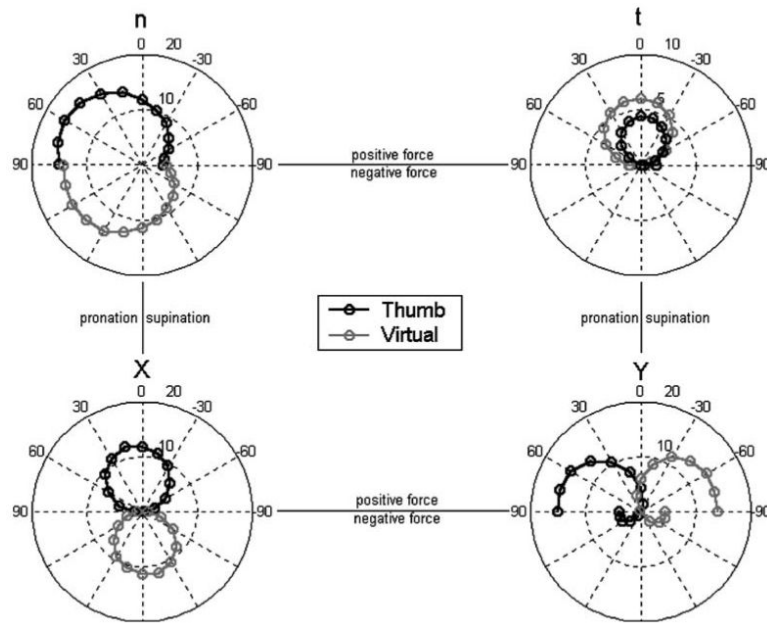 n
0 20
30 -30
60 10 -60
90 -90
t
0 10
30 -30
60 5 -60
90 -90
positive force
negative force
pronation supination
Thumb
Virtual
pronation supination
X
0 20
30 -30
60 10 -60
90 -90
Y
0 20
30 -30
60 10 -60
90 -90
positive force
negative force